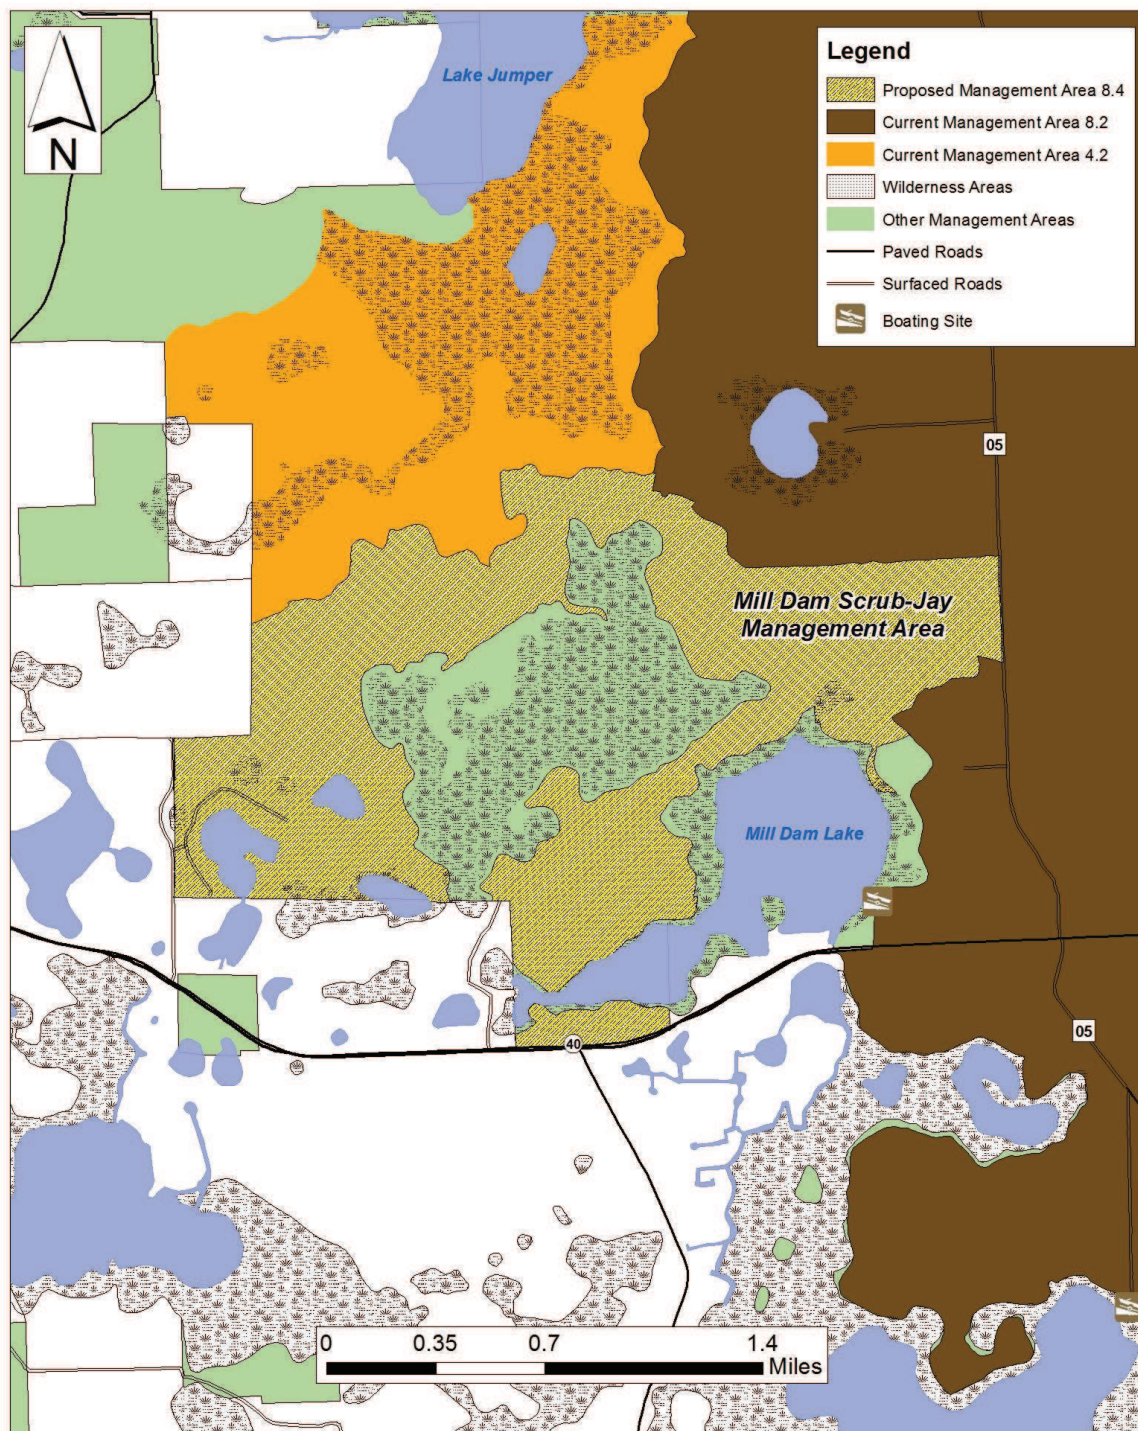 N
Lake Jumper
Legend
Proposed Management Area 8.4
Current Management Area 8.2
Current Management Area 4.2
Wilderness Areas
Other Management Areas
Paved Roads
Surfaced Roads
Boating Site
05
Mill Dam Scrub-Jay
Management Area
Mill Dam Lake
05
40
0 0.35 0.7 1.4
Miles